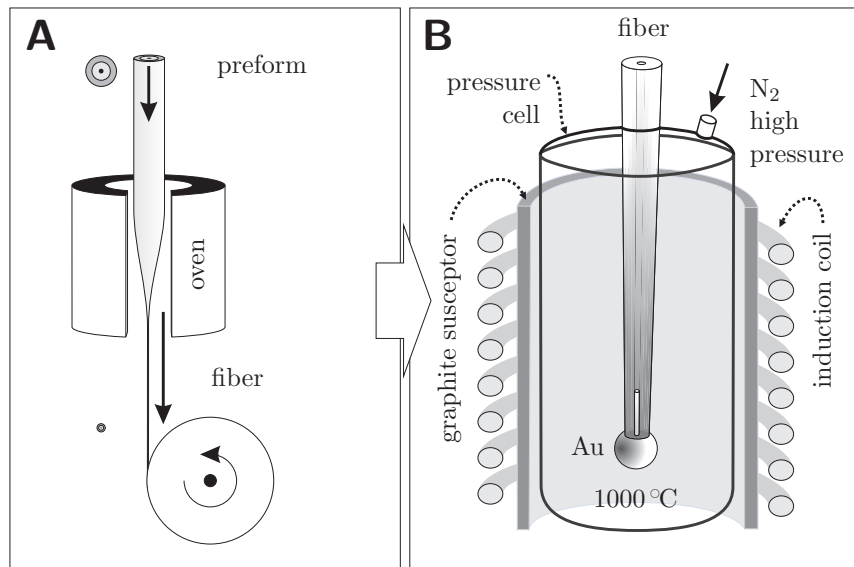 A
preform
oven
fiber
B
fiber
pressure
cell
N₂
high
pressure
graphite susceptor
induction coil
Au
1000 °C